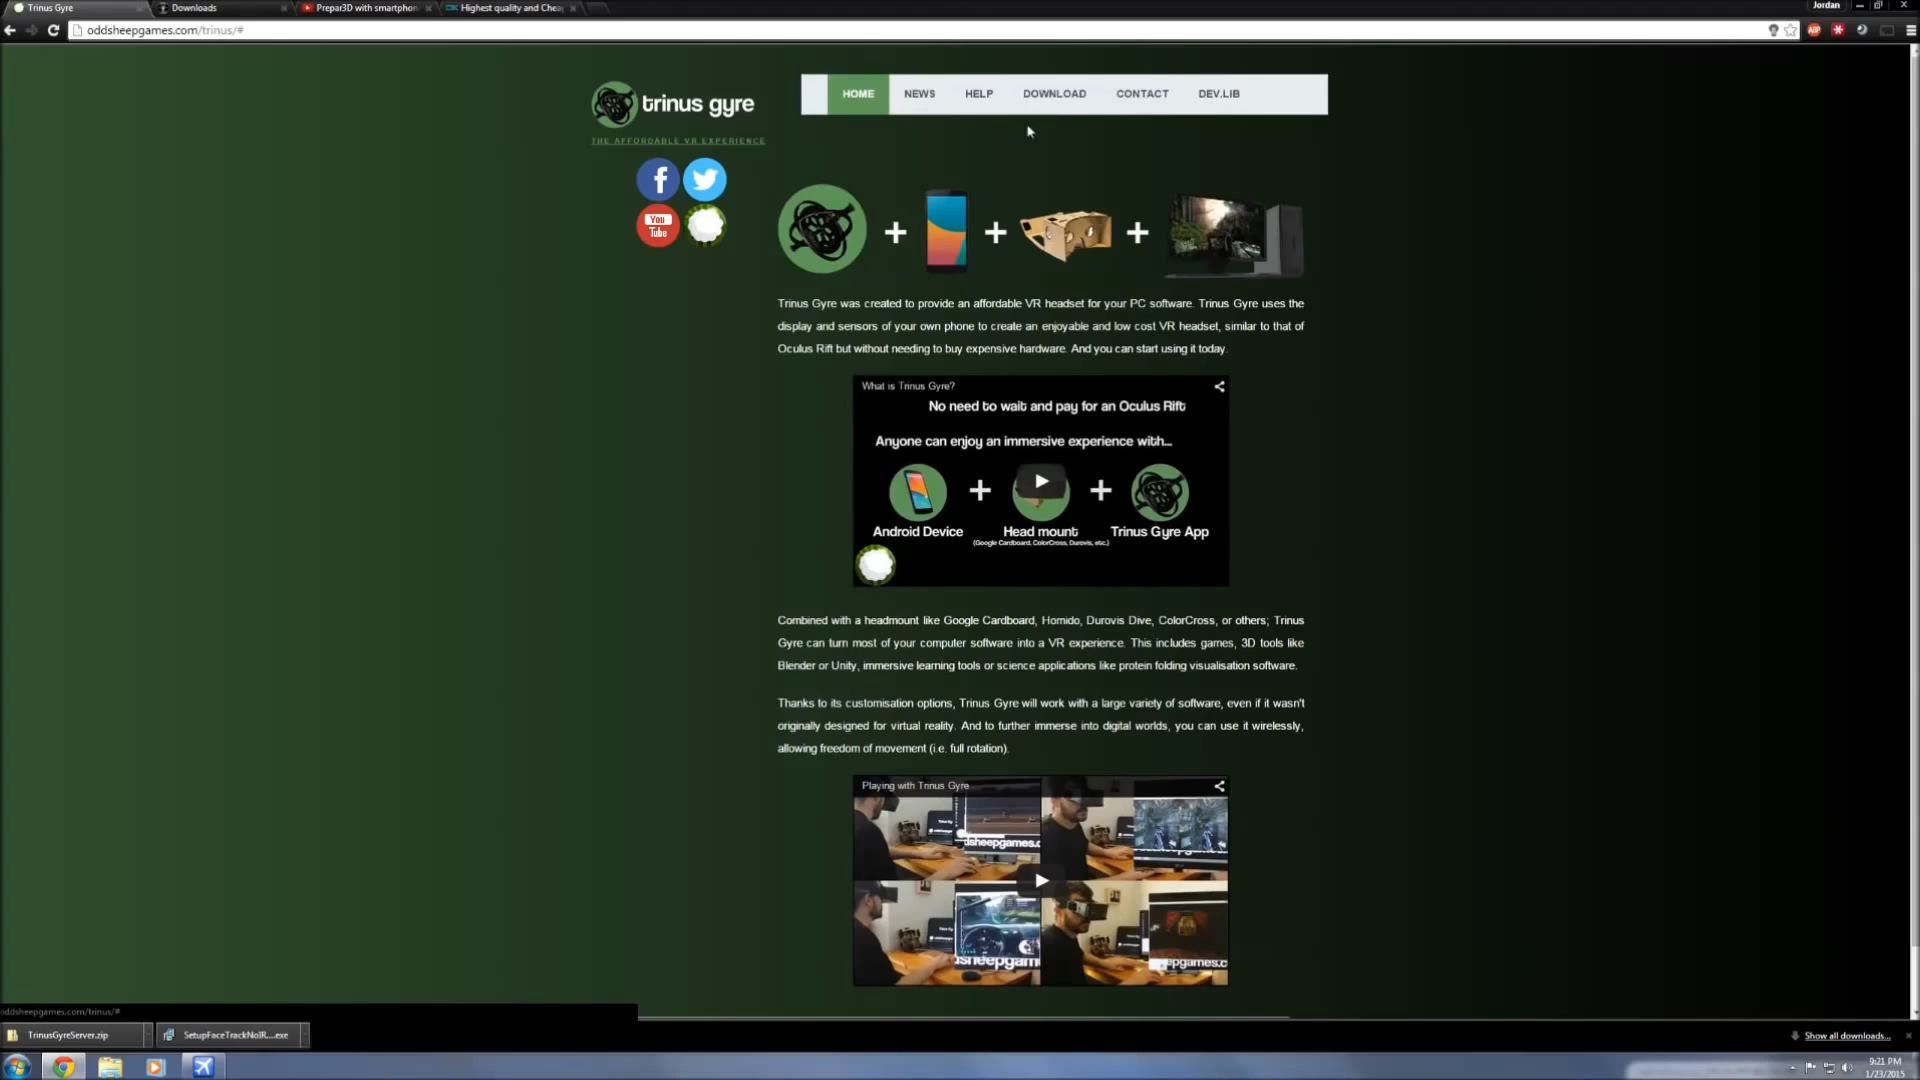 Trinus Gyre
Downloads
Prepar3D with smartphon
Highest quality and Chea
Jordan
oddsheepgames.com/trinus/#
trinus gyre
THE AFFORDABLE VR EXPERIENCE
HOME NEWS HELP DOWNLOAD CONTACT DEV.LIB
You
Tube
+ + +
Trinus Gyre was created to provide an affordable VR headset for your PC software. Trinus Gyre uses the
display and sensors of your own phone to create an enjoyable and low cost VR headset, similar to that of
Oculus Rift but without needing to buy expensive hardware. And you can start using it today.
What is Trinus Gyre?
No need to wait and pay for an Oculus Rift
Anyone can enjoy an immersive experience with...
+ +
Android Device Head mount Trinus Gyre App
(Google Cardboard, ColorCross, Durovis, etc.)
Combined with a headmount like Google Cardboard, Homido, Durovis Dive, ColorCross, or others; Trinus
Gyre can turn most of your computer software into a VR experience. This includes games, 3D tools like
Blender or Unity, immersive learning tools or science applications like protein folding visualisation software.
Thanks to its customisation options, Trinus Gyre will work with a large variety of software, even if it wasn't
originally designed for virtual reality. And to further immerse into digital worlds, you can use it wirelessly,
allowing freedom of movement (i.e. full rotation).
Playing with Trinus Gyre
dsheepgames.c
dsheepgam
epgames.c
oddsheepgames.com/trinus/#
TrinusGyreServer.zip
SetupFaceTrackNoIR....exe
Show all downloads...
9:21 PM
1/23/2015